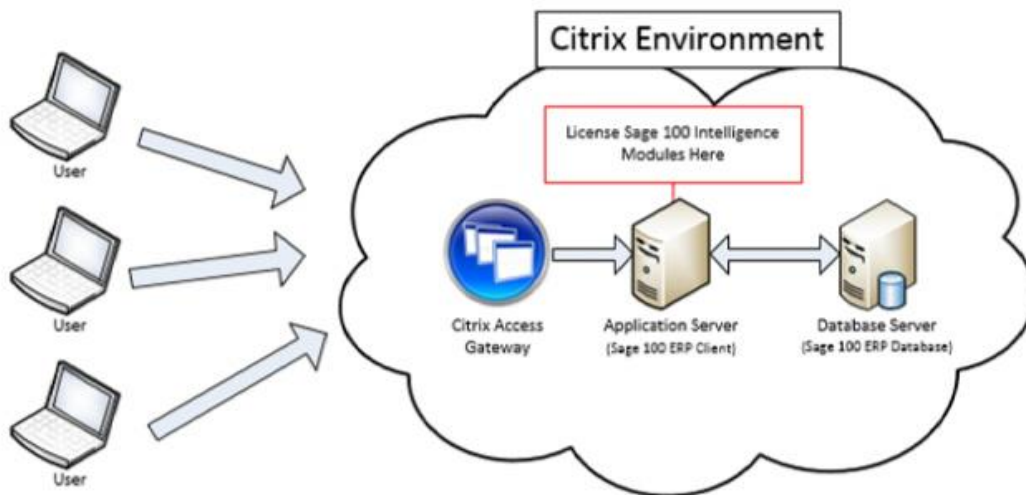 Citrix Environment
User
License Sage 100 Intelligence
Modules Here
User
Citrix Access
Gateway
Application Server
(Sage 100 ERP Client)
Database Server
(Sage 100 ERP Database)
User